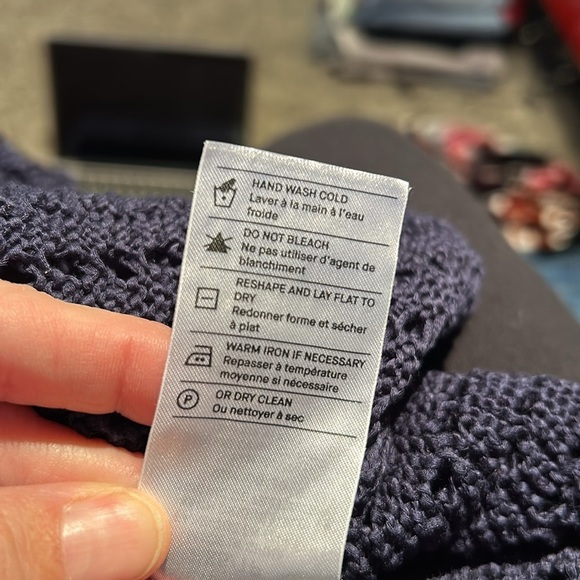 HAND WASH COLD
Laver à la main à l'eau
froide
DO NOT BLEACH
Ne pas utiliser d'agent de
blanchiment
RESHAPE AND LAY FLAT TO
DRY
Redonner forme et sécher
à plat
WARM IRON IF NECESSARY
Repasser à température
moyenne si nécessaire
P
OR DRY CLEAN
Ou nettoyer à sec